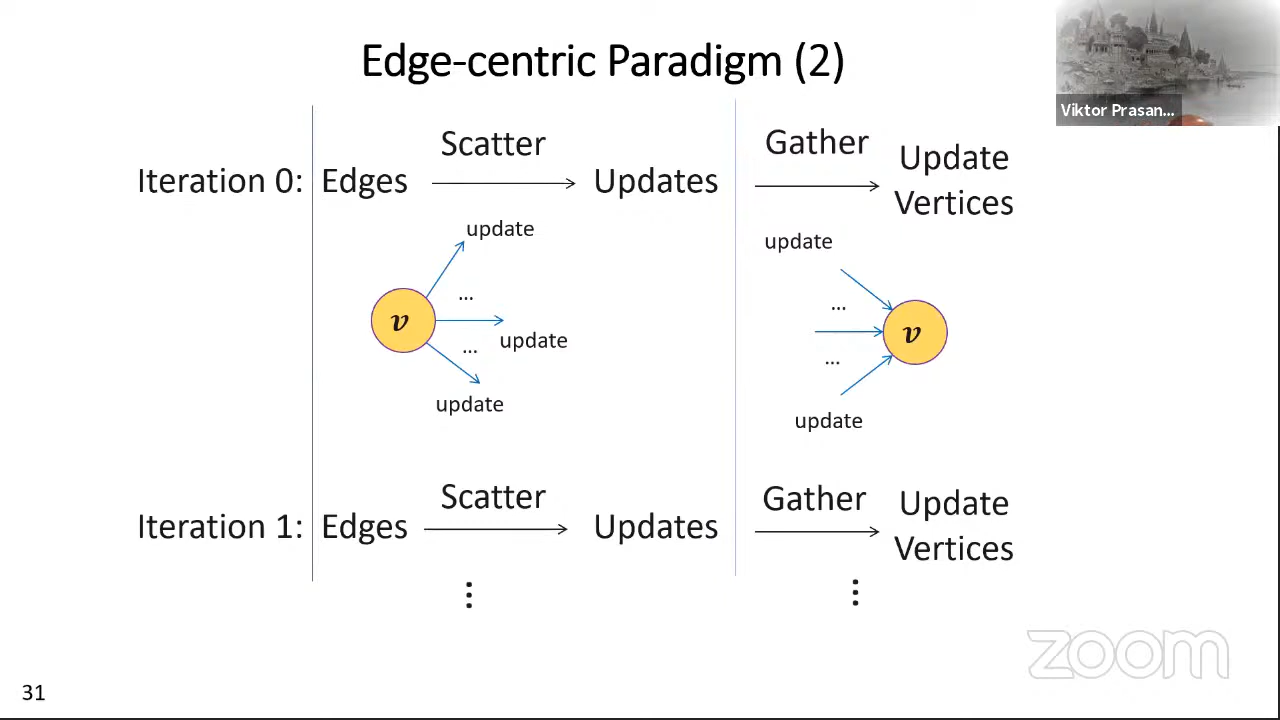 Edge-centric Paradigm (2)
Viktor Prasan...
Scatter
Gather
Iteration 0: Edges
Updates
Update
Vertices
update
...
v
update
...
update
update
...
v
...
update
Scatter
Gather
Iteration 1: Edges
Updates
Update
Vertices
⋮
⋮
zoom
31